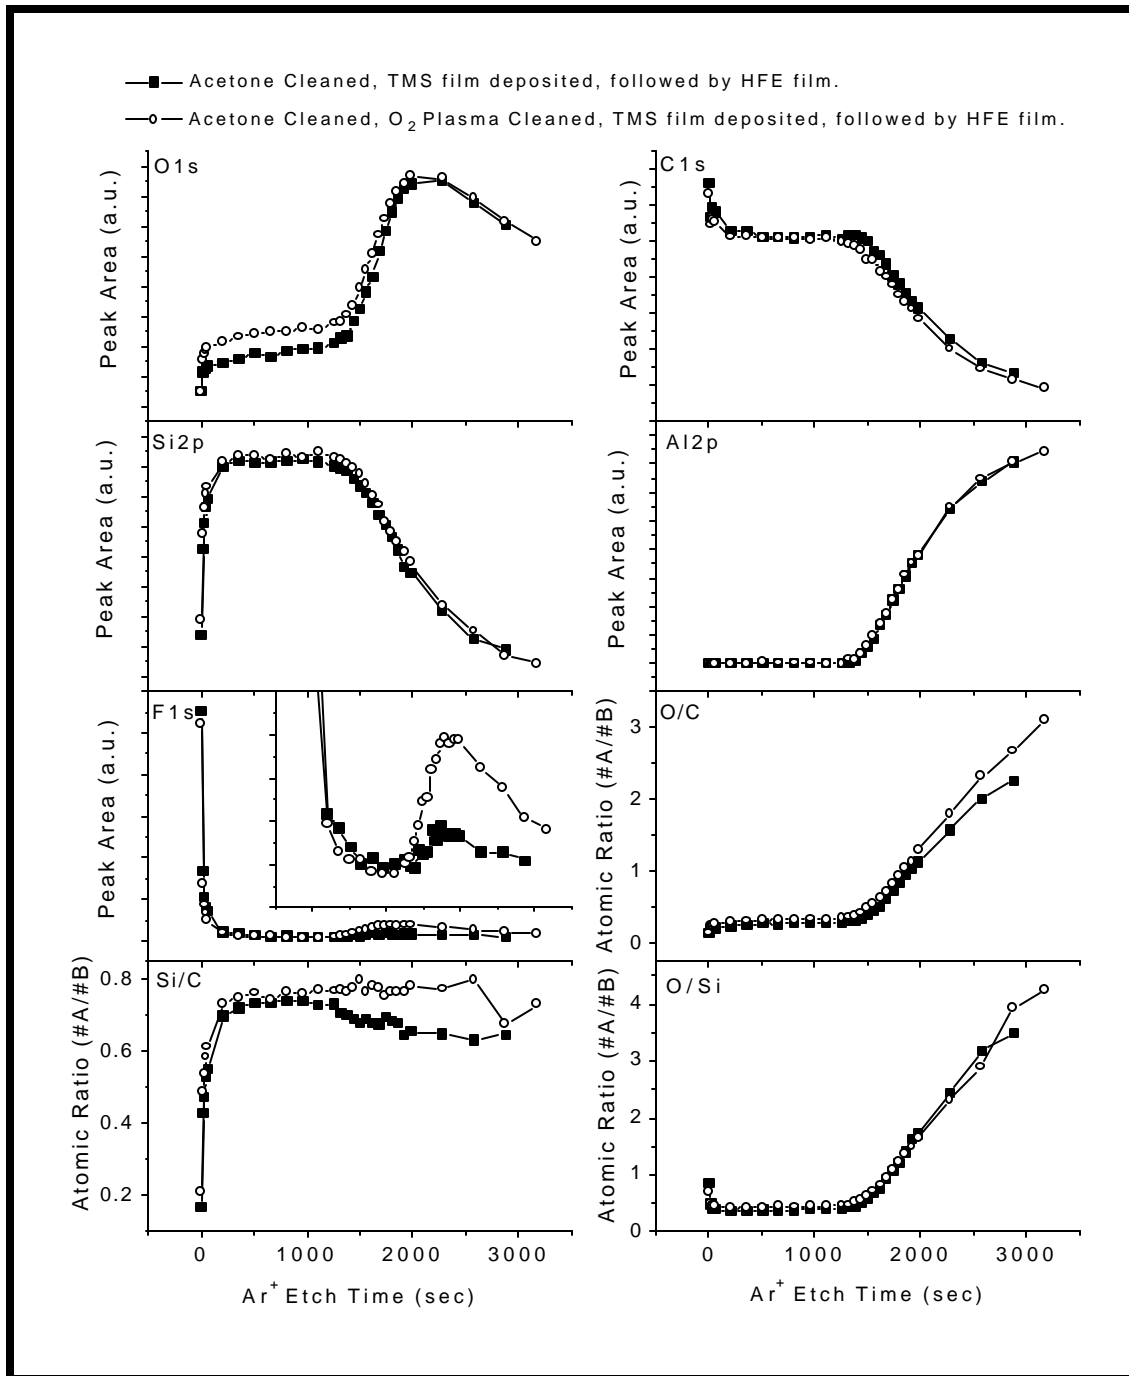 Acetone Cleaned, TMS film deposited, followed by HFE film.
Acetone Cleaned, O2 Plasma Cleaned, TMS film deposited, followed by HFE film.
O1s
Peak Area (a.u.)
C1s
Peak Area (a.u.)
Si2p
Peak Area (a.u.)
Al2p
Peak Area (a.u.)
F1s
Peak Area (a.u.)
O/C
Atomic Ratio (#A/#B)
3
2
1
0
Si/C
Atomic Ratio (#A/#B)
0.8
0.6
0.4
0.2
0 1000 2000 3000
Ar+ Etch Time (sec)
O/Si
Atomic Ratio (#A/#B)
4
3
2
1
0
0 1000 2000 3000
Ar+ Etch Time (sec)